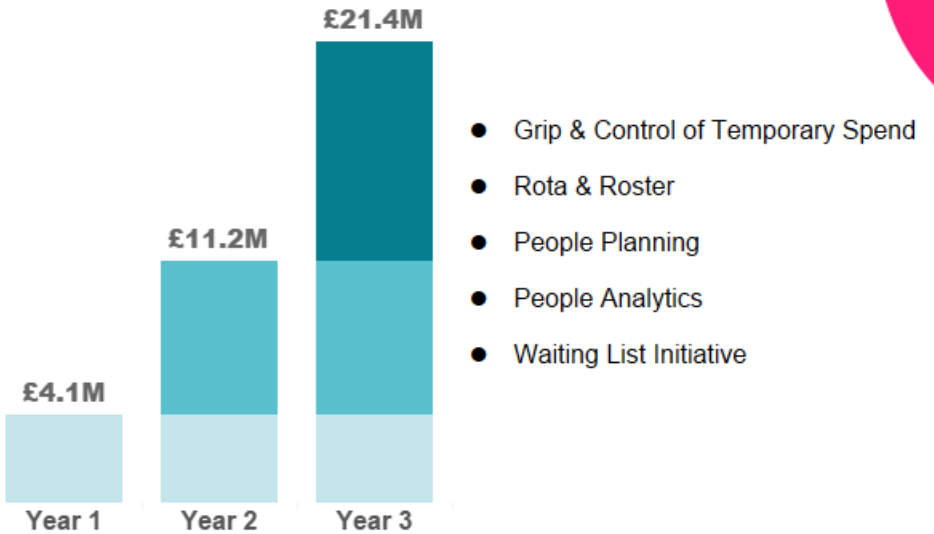 £21.4M
£11.2M
£4.1M
Year 1
Year 2
Year 3
● Grip & Control of Temporary Spend
● Rota & Roster
● People Planning
● People Analytics
● Waiting List Initiative